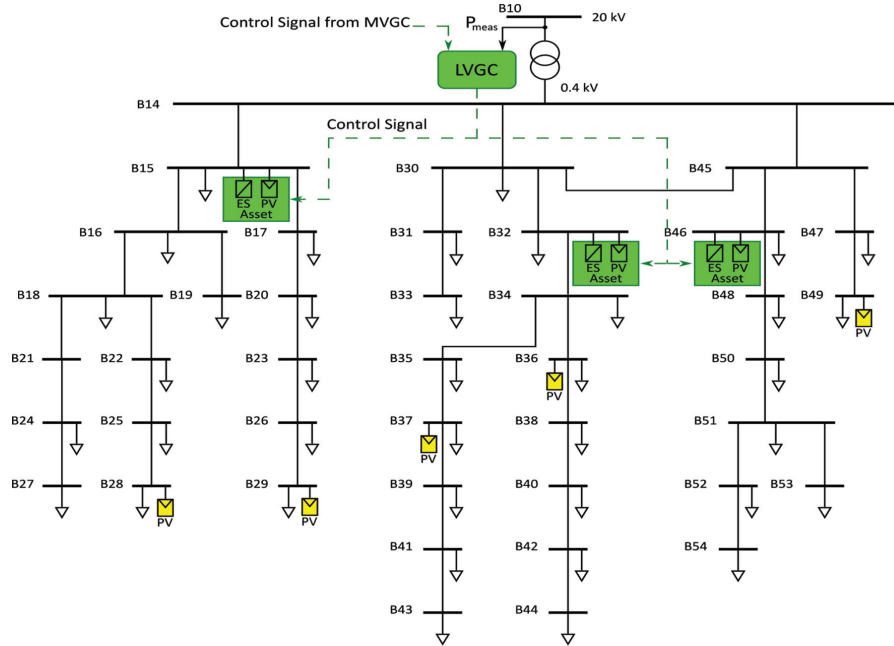 B10
20 kV
Control Signal from MVGC
Pmeas
LVGC
0.4 kV
B14
Control Signal
B15
B30
B45
ES PV
Asset
B16
B17
B31
B32
B46
B47
ES PV
Asset
ES PV
Asset
B18
B19
B20
B33
B34
B48
B49
PV
B21
B22
B23
B35
B36
B50
PV
B24
B25
B26
B37
B38
B51
PV
B27
B28
B29
B39
B40
B52
B53
PV
PV
B41
B42
B54
B43
B44